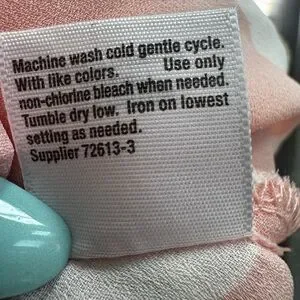 Machine wash cold gentle cycle.
With like colors. Use only
non-chlorine bleach when needed.
Tumble dry low. Iron on lowest
setting as needed.
Supplier 72613-3